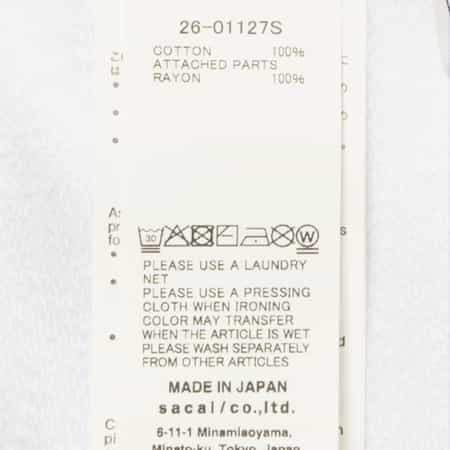 26-01127S
COTTON 100%
ATTACHED PARTS
RAYON 100%
30
W
PLEASE USE A LAUNDRY
NET
PLEASE USE A PRESSING
CLOTH WHEN IRONING
COLOR MAY TRANSFER
WHEN THE ARTICLE IS WET
PLEASE WASH SEPARATELY
FROM OTHER ARTICLES
MADE IN JAPAN
sacai/co.,ltd.
6-11-1 Minamiaoyama,
Minato-ku, Tokyo, Japan